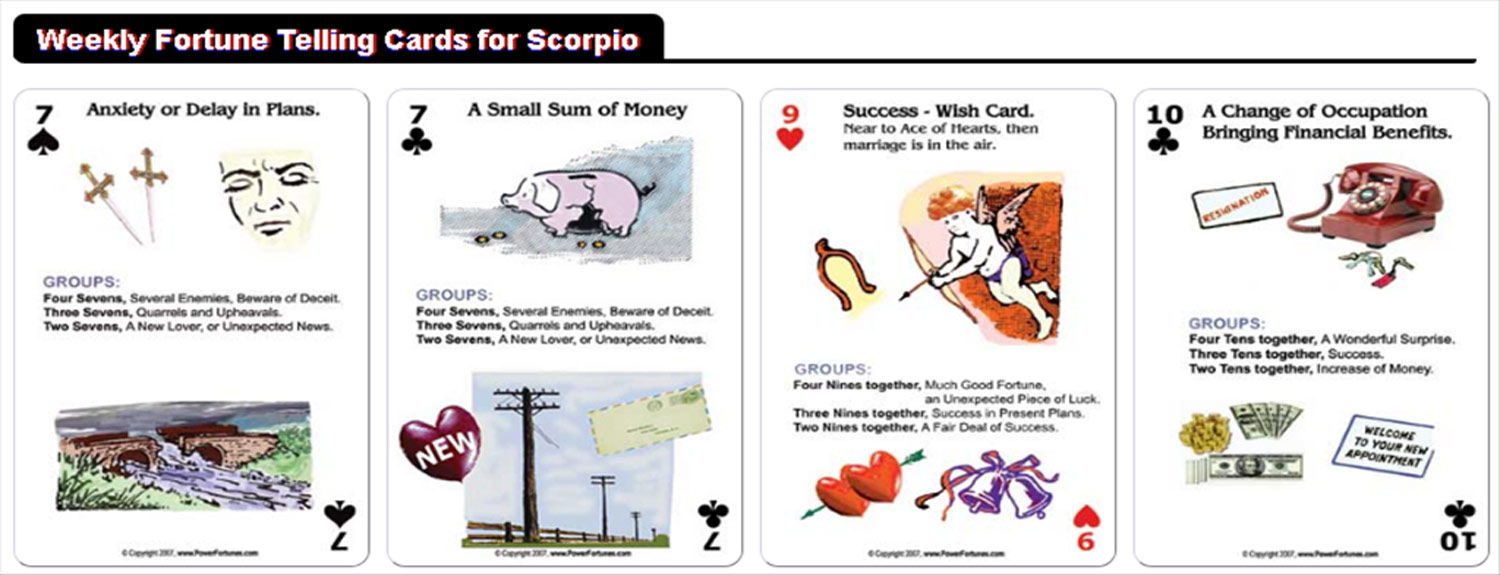 Weekly Fortune Telling Cards for Scorpio
7
Anxiety or Delay in Plans.
GROUPS:
Four Sevens, Several Enemies, Beware of Deceit.
Three Sevens, Quarrels and Upheavals.
Two Sevens, A New Lover, or Unexpected News.
7
© Copyright 2007, www.PowerFortunes.com
7
A Small Sum of Money
GROUPS:
Four Sevens, Several Enemies, Beware of Deceit.
Three Sevens, Quarrels and Upheavals.
Two Sevens, A New Lover, or Unexpected News.
NEW
7
© Copyright 2007, www.PowerFortunes.com
9
Success - Wish Card.
Near to Ace of Hearts, then
marriage is in the air.
GROUPS:
Four Nines together, Much Good Fortune,
an Unexpected Piece of Luck.
Three Nines together, Success in Present Plans.
Two Nines together, A Fair Deal of Success.
9
© Copyright 2007, www.PowerFortunes.com
10
A Change of Occupation
Bringing Financial Benefits.
RESIGNATION
GROUPS:
Four Tens together, A Wonderful Surprise.
Three Tens together, Success.
Two Tens together, Increase of Money.
WELCOME
TO YOUR NEW
APPOINTMENT
10
© Copyright 2007, www.PowerFortunes.com